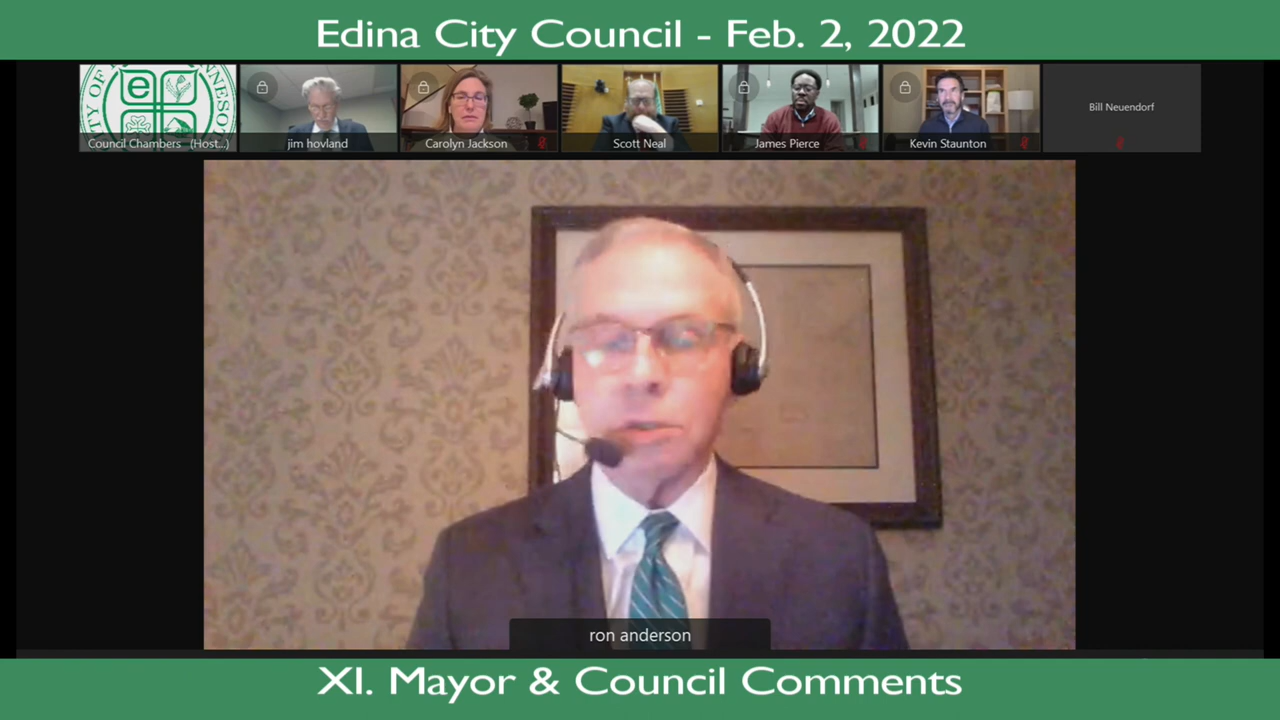 Edina City Council - Feb. 2, 2022
e
Council Chambers (Host...)
jim hovland
Carolyn Jackson
Scott Neal
James Pierce
Kevin Staunton
Bill Neuendorf
ron anderson
XI. Mayor & Council Comments